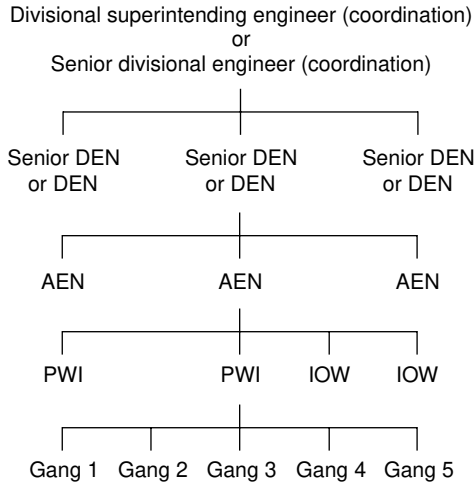 Divisional superintending engineer (coordination)
or
Senior divisional engineer (coordination)
Senior DEN Senior DEN Senior DEN
or DEN or DEN or DEN
AEN AEN AEN
PWI PWI IOW IOW
Gang 1 Gang 2 Gang 3 Gang 4 Gang 5